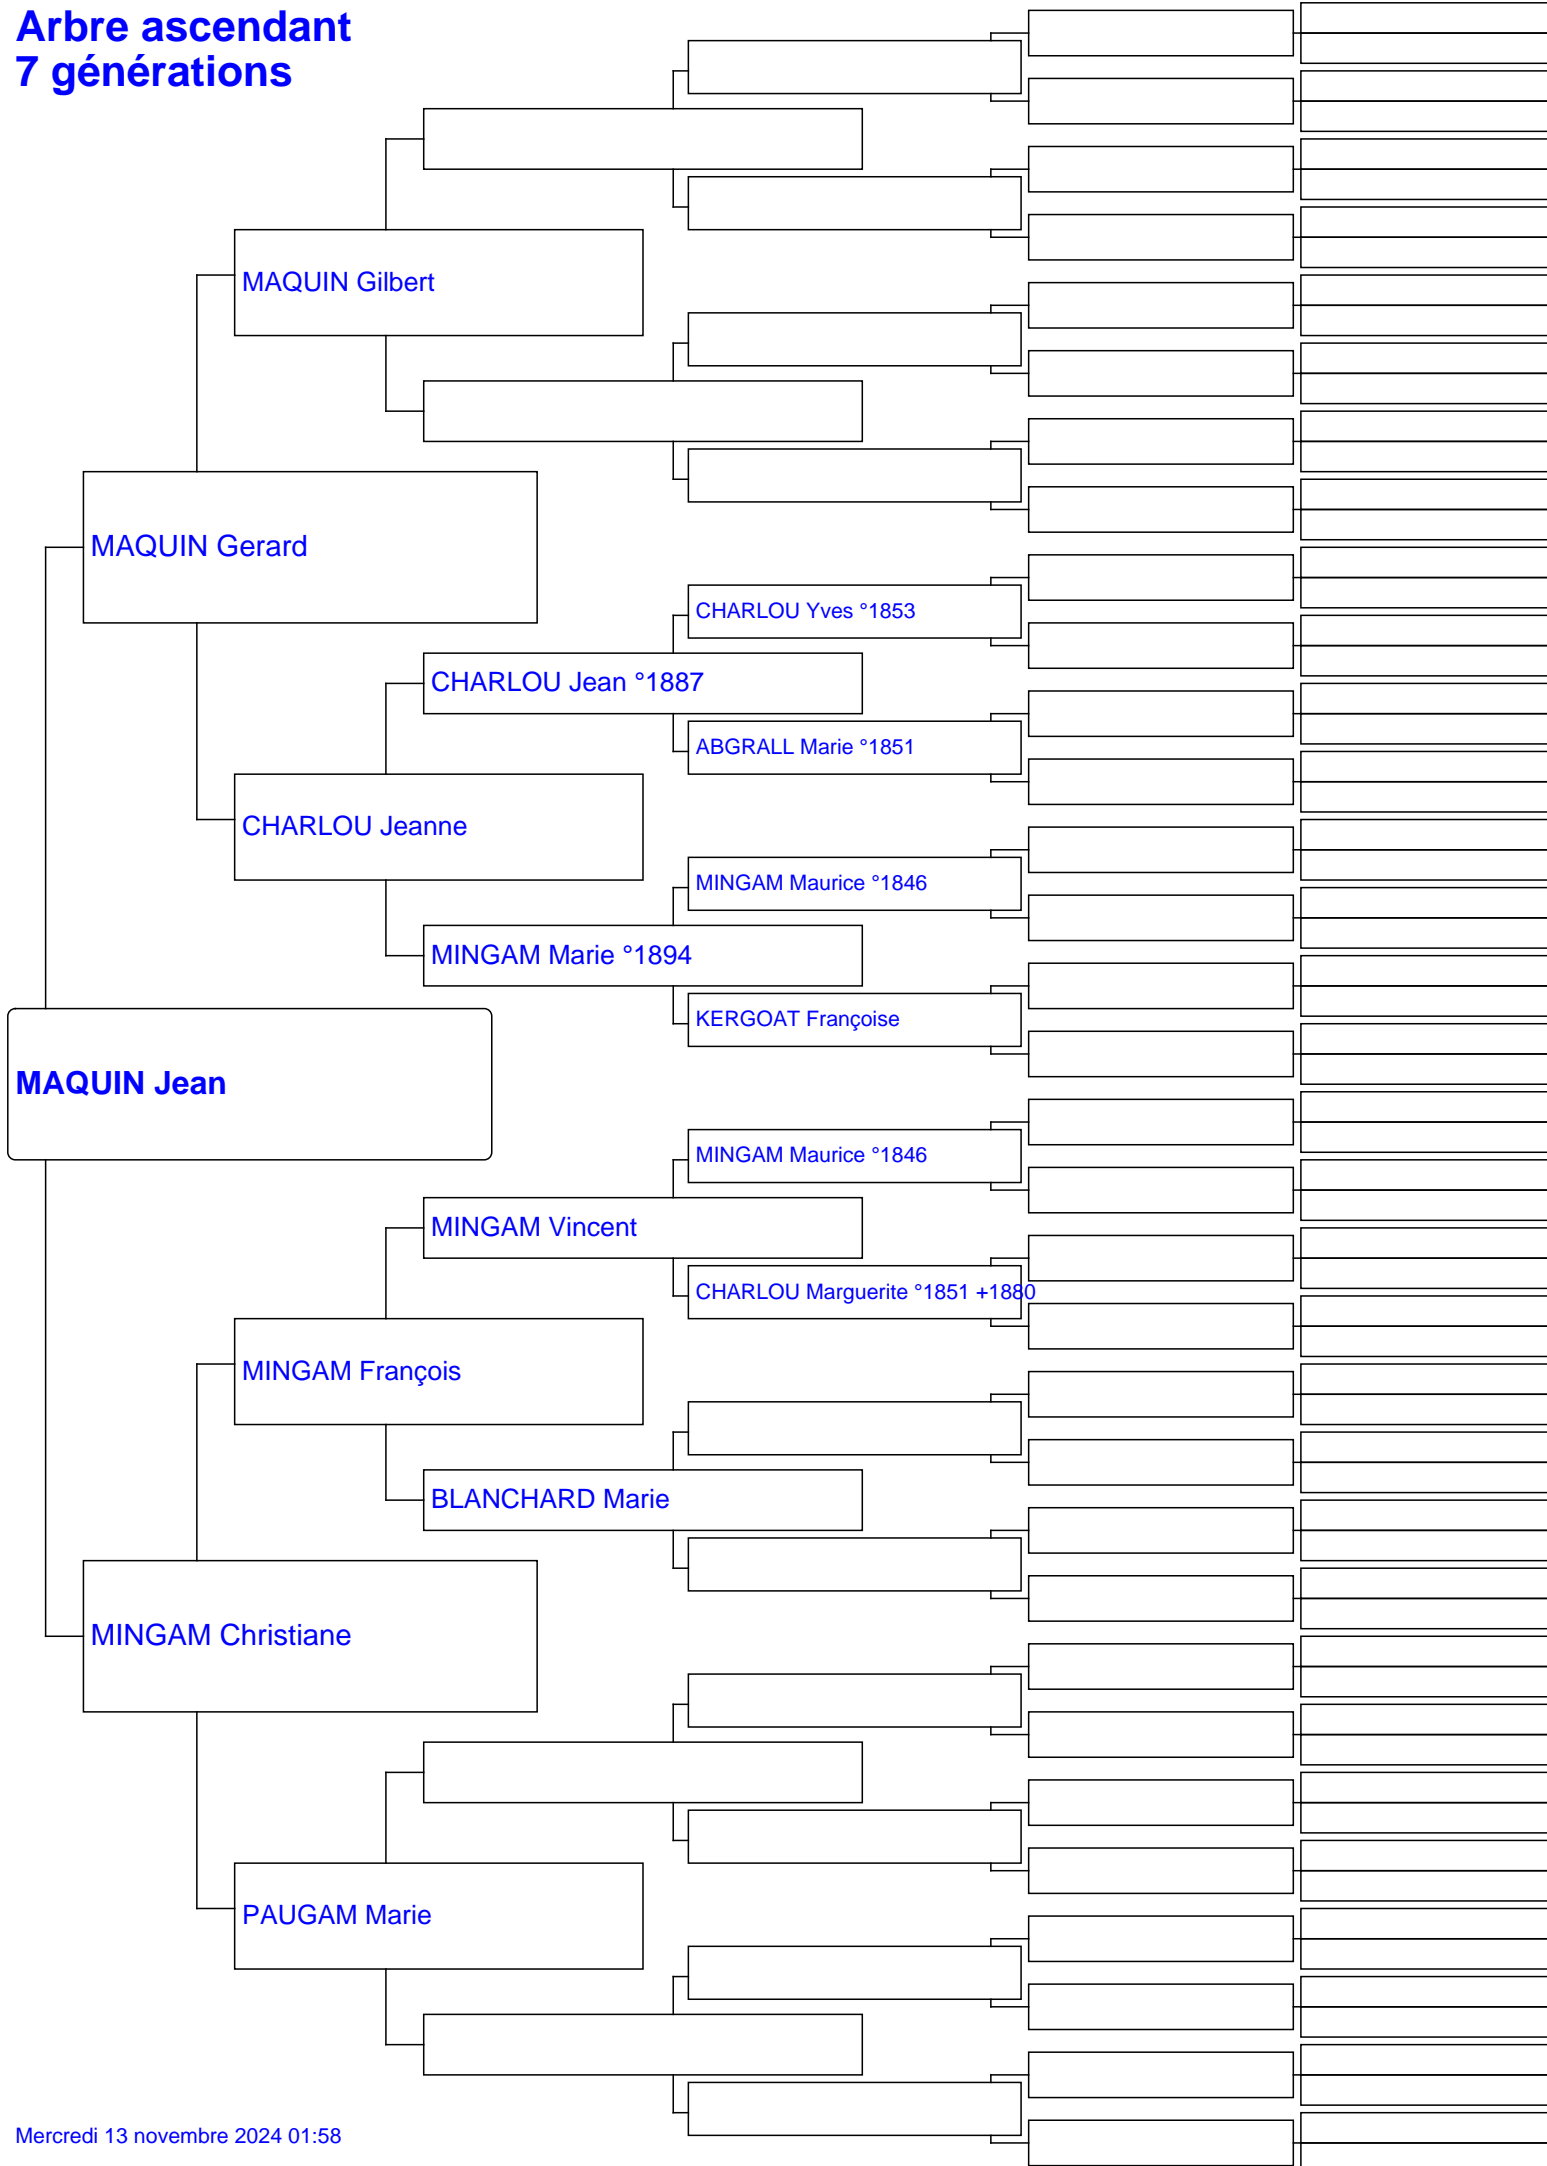 Arbre ascendant
7 générations
MAQUIN Gilbert
MAQUIN Gerard
CHARLOU Yves °1853
CHARLOU Jean °1887
ABGRALL Marie °1851
CHARLOU Jeanne
MINGAM Maurice °1846
MINGAM Marie °1894
KERGOAT Françoise
MAQUIN Jean
MINGAM Maurice °1846
MINGAM Vincent
CHARLOU Marguerite °1851 +1880
MINGAM François
BLANCHARD Marie
MINGAM Christiane
PAUGAM Marie
Mercredi 13 novembre 2024 01:58